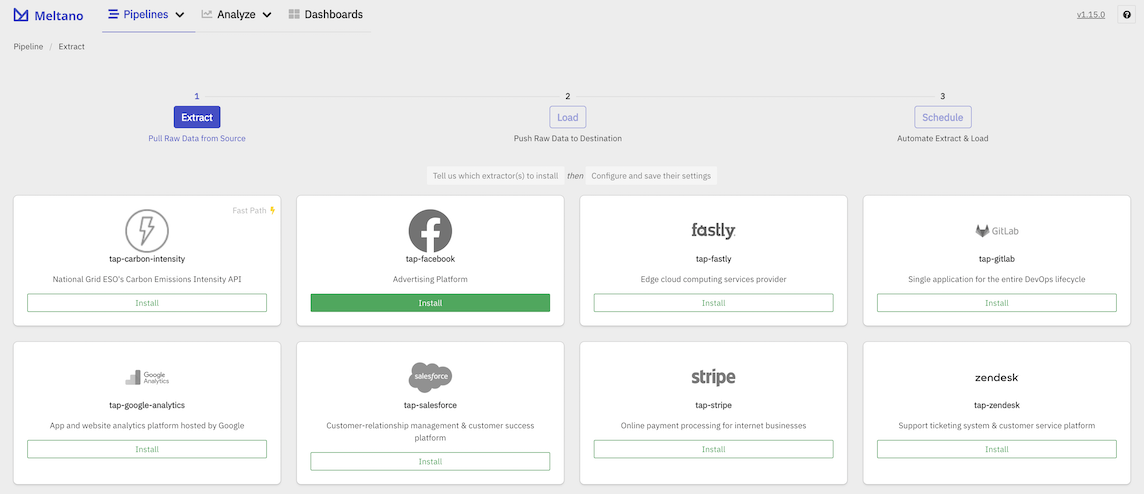 Meltano Pipelines Analyze Dashboards v1.15.0 ?
Pipeline / Extract
1 2 3
Extract Load Schedule
Pull Raw Data from Source Push Raw Data to Destination Automate Extract & Load
Tell us which extractor(s) to install then Configure and save their settings
Fast Path
tap-carbon-intensity
National Grid ESO's Carbon Emissions Intensity API
Install
tap-facebook
Advertising Platform
Install
fastly
tap-fastly
Edge cloud computing services provider
Install
GitLab
tap-gitlab
Single application for the entire DevOps lifecycle
Install
Google
Analytics
tap-google-analytics
App and website analytics platform hosted by Google
Install
salesforce
tap-salesforce
Customer-relationship management & customer success
platform
Install
stripe
tap-stripe
Online payment processing for internet businesses
Install
zendesk
tap-zendesk
Support ticketing system & customer service platform
Install